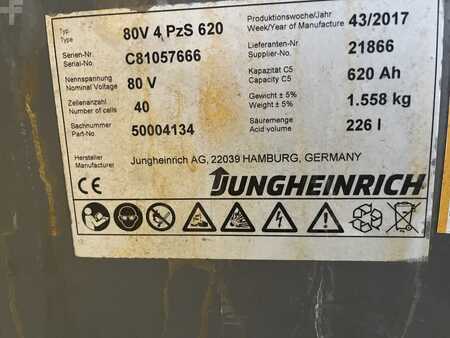 Typ.
Type
80V 4 PzS 620
Produktionswoche/Jahr
Week/Year of Manufacture
43/2017
Serien-Nr.
Serial-No.
C81057666
Lieferanten-Nr.
Supplier-No.
21866
Nennspannung
Nominal Voltage
80 V
Kapazität C5
Capacity C5
620 Ah
Zellenanzahl
Number of cells
40
Gewicht ± 5%
Weight ± 5%
1.558 kg
Sachnummer
Part-No.
50004134
Säuremenge
Acid volume
226 l
Hersteller
Manufacturer
Jungheinrich AG, 22039 HAMBURG, GERMANY
CE
JUNGHEINRICH
Pb